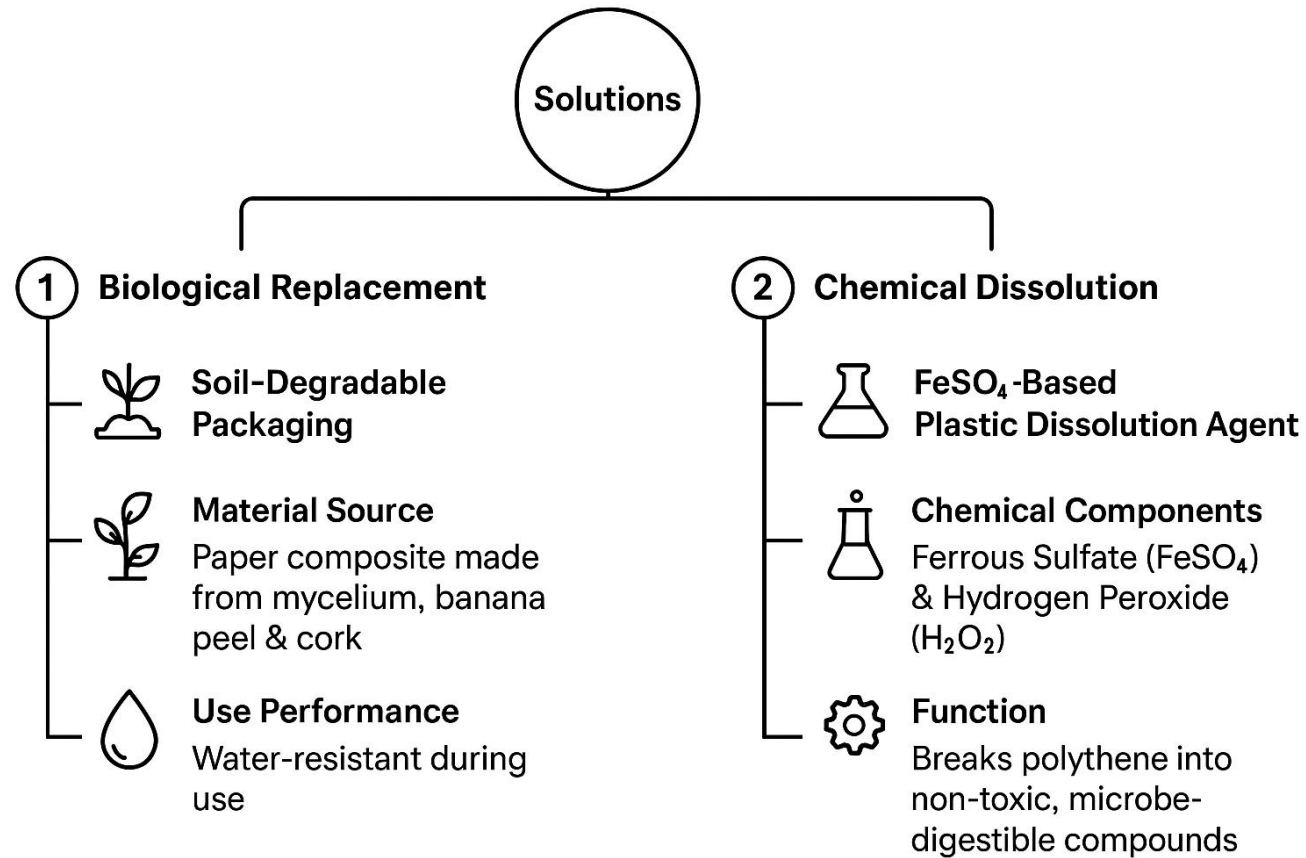 Solutions
1 Biological Replacement
Soil-Degradable
Packaging
Material Source
Paper composite made
from mycelium, banana
peel & cork
Use Performance
Water-resistant during
use
2 Chemical Dissolution
FeSO₄-Based
Plastic Dissolution Agent
Chemical Components
Ferrous Sulfate (FeSO₄)
& Hydrogen Peroxide
(H₂O₂)
Function
Breaks polythene into
non-toxic, microbe-
digestible compounds